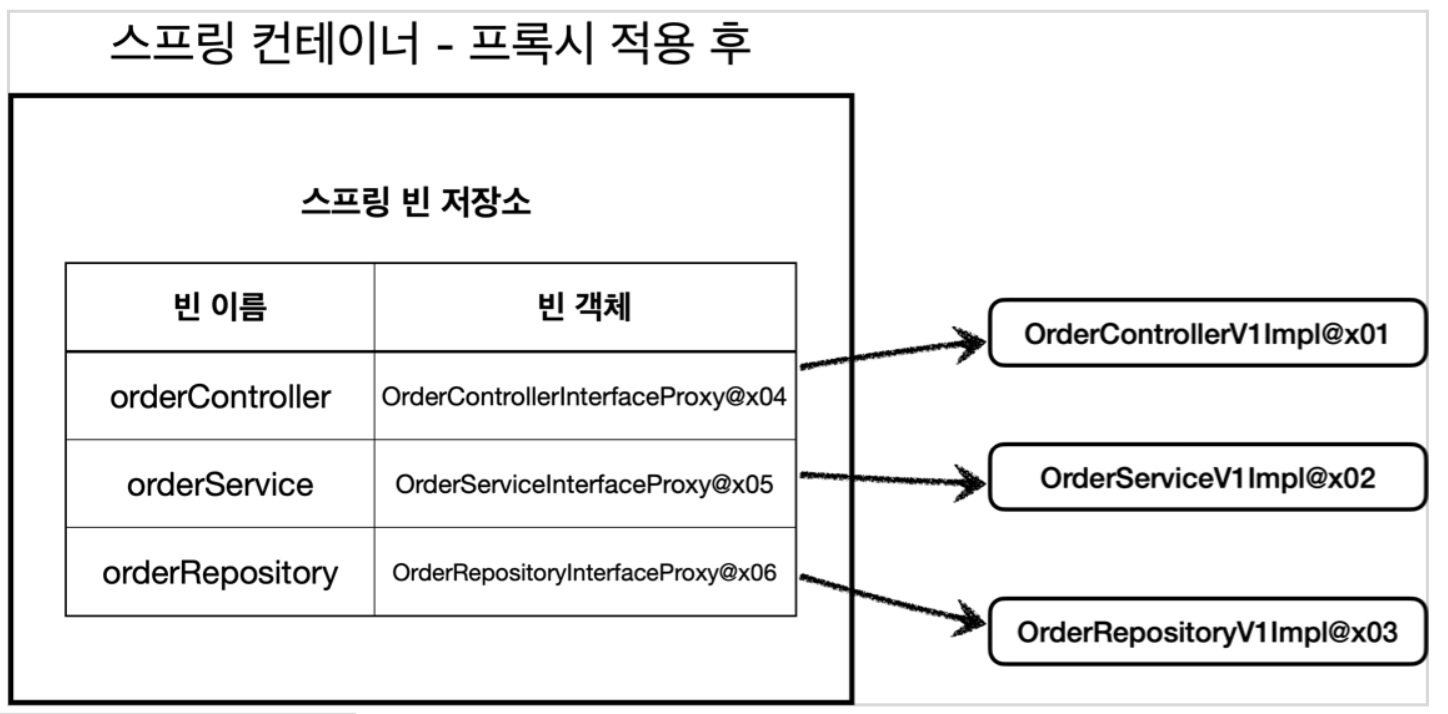 스프링 컨테이너 - 프록시 적용 후
스프링 빈 저장소
빈 이름 빈 객체
orderController OrderControllerInterfaceProxy@x04
orderService OrderServiceInterfaceProxy@x05
orderRepository OrderRepositoryInterfaceProxy@x06
OrderControllerV1Impl@x01
OrderServiceV1Impl@x02
OrderRepositoryV1Impl@x03